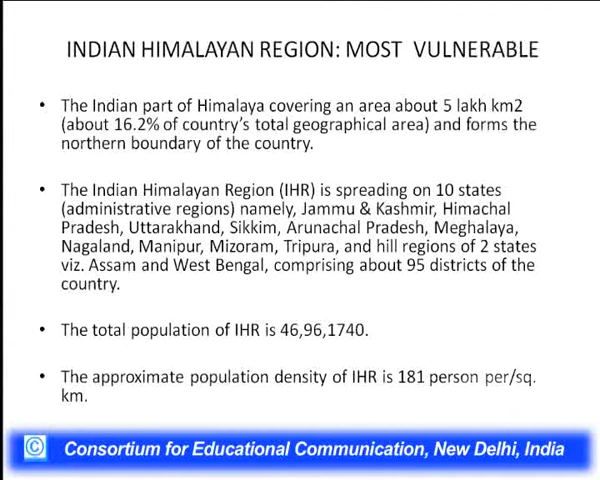 INDIAN HIMALAYAN REGION: MOST VULNERABLE
• The Indian part of Himalaya covering an area about 5 lakh km2
(about 16.2% of country's total geographical area) and forms the
northern boundary of the country.
• The Indian Himalayan Region (IHR) is spreading on 10 states
(administrative regions) namely, Jammu & Kashmir, Himachal
Pradesh, Uttarakhand, Sikkim, Arunachal Pradesh, Meghalaya,
Nagaland, Manipur, Mizoram, Tripura, and hill regions of 2 states
viz. Assam and West Bengal, comprising about 95 districts of the
country.
• The total population of IHR is 46,96,1740.
• The approximate population density of IHR is 181 person per/sq.
km.
© Consortium for Educational Communication, New Delhi, India